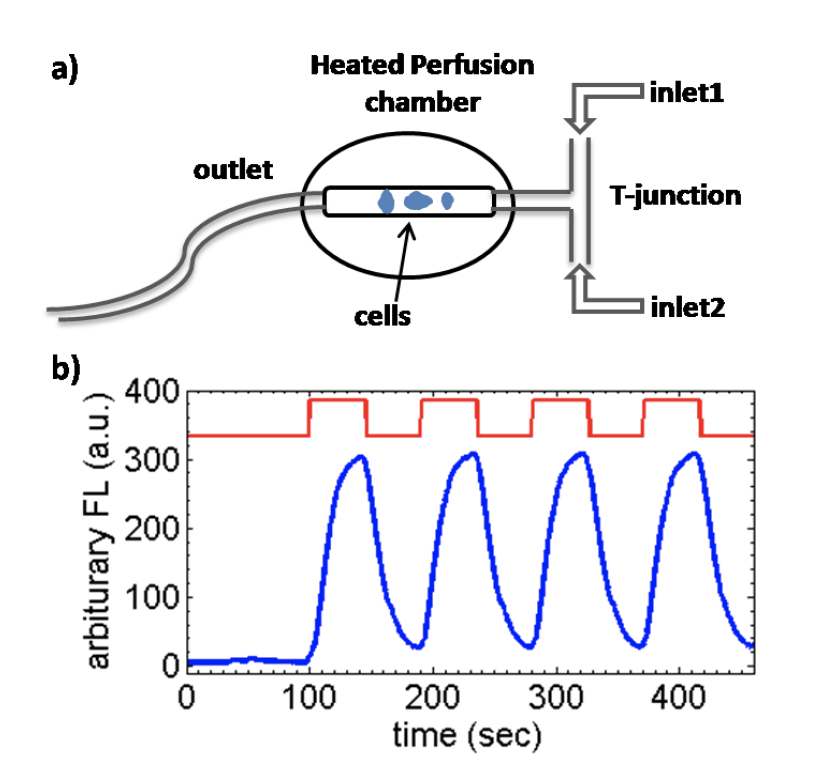 a)
Heated Perfusion
chamber
inlet1
outlet
T-junction
cells
inlet2
b)
400
300
200
100
0
arbiturary FL (a.u.)
0 100 200 300 400
time (sec)